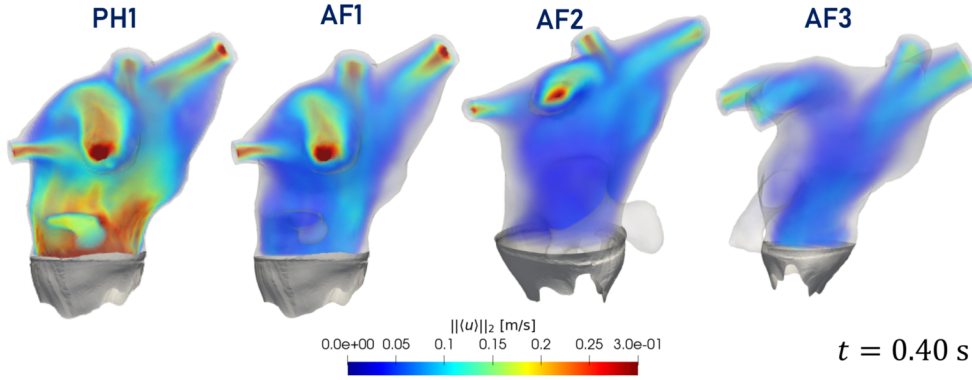 PH1 AF1 AF2 AF3
||⟨u⟩||₂ [m/s]
0.0e+00 0.05 0.1 0.15 0.2 0.25 3.0e-01
t = 0.40 s